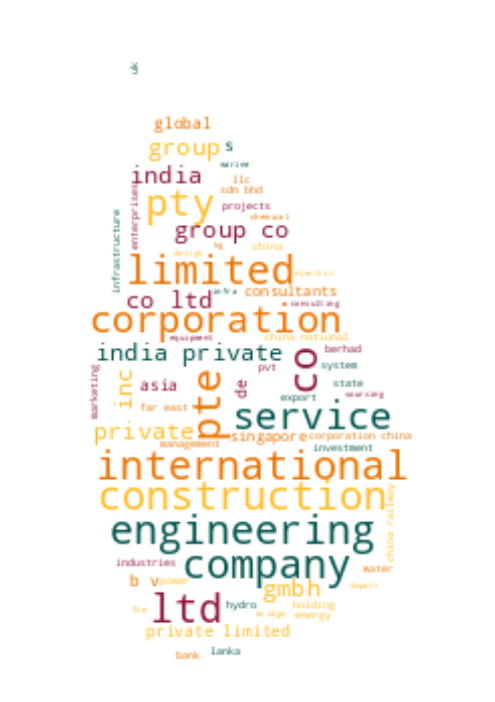 uk
global
group s
marine
india
llc
sdn bhd
enterprises
pty
projects
chemical
infrastructure
group co
kg
china
design
limited
electric
co ltd
infra
consultants
consulting
corporation
equipment
china national
india private
co
berhad
marketing
inc
asia
pte
de
pvt
system
state
export
sourcing
far east
service
private
singapore
corporation china
management
investment
international
construction
china railway
engineering
industries
company
water
b v
power
gmbh
import
ltd
hydro
holding
fze
bridge
energy
private limited
bank
lanka